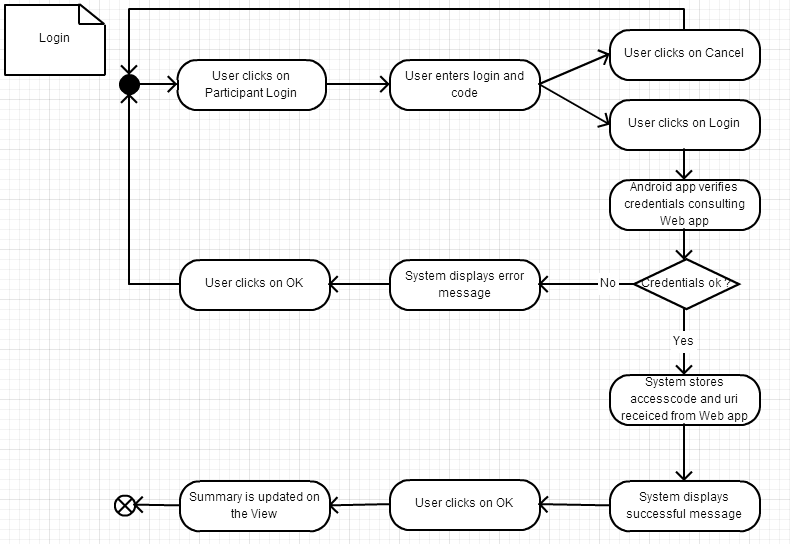 Login
User clicks on
Participant Login
User enters login and
code
User clicks on Cancel
User clicks on Login
Android app verifies
credentials consulting
Web app
Credentials ok ?
No
System displays error
message
User clicks on OK
Yes
System stores
accesscode and uri
receiced from Web app
System displays
successful message
User clicks on OK
Summary is updated on
the View